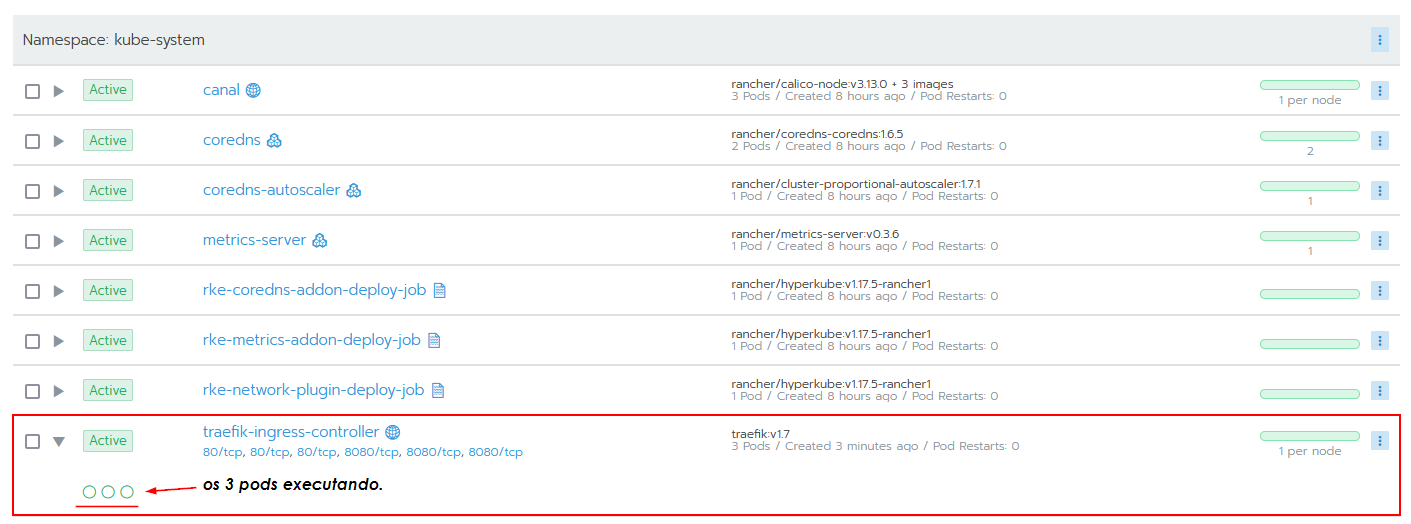 Namespace: kube-system
Active
canal
rancher/calico-node:v3.13.0 + 3 images
3 Pods / Created 8 hours ago / Pod Restarts: 0
1 per node
Active
coredns
rancher/coredns-coredns:1.6.5
2 Pods / Created 8 hours ago / Pod Restarts: 0
2
Active
coredns-autoscaler
rancher/cluster-proportional-autoscaler:1.7.1
1 Pod / Created 8 hours ago / Pod Restarts: 0
1
Active
metrics-server
rancher/metrics-server:v0.3.6
1 Pod / Created 8 hours ago / Pod Restarts: 0
1
Active
rke-coredns-addon-deploy-job
rancher/hyperkube:v1.17.5-rancher1
1 Pod / Created 8 hours ago / Pod Restarts: 0
Active
rke-metrics-addon-deploy-job
rancher/hyperkube:v1.17.5-rancher1
1 Pod / Created 8 hours ago / Pod Restarts: 0
Active
rke-network-plugin-deploy-job
rancher/hyperkube:v1.17.5-rancher1
1 Pod / Created 8 hours ago / Pod Restarts: 0
Active
traefik-ingress-controller
80/tcp, 80/tcp, 80/tcp, 8080/tcp, 8080/tcp, 8080/tcp
traefik:v1.7
3 Pods / Created 3 minutes ago / Pod Restarts: 0
1 per node
os 3 pods executando.